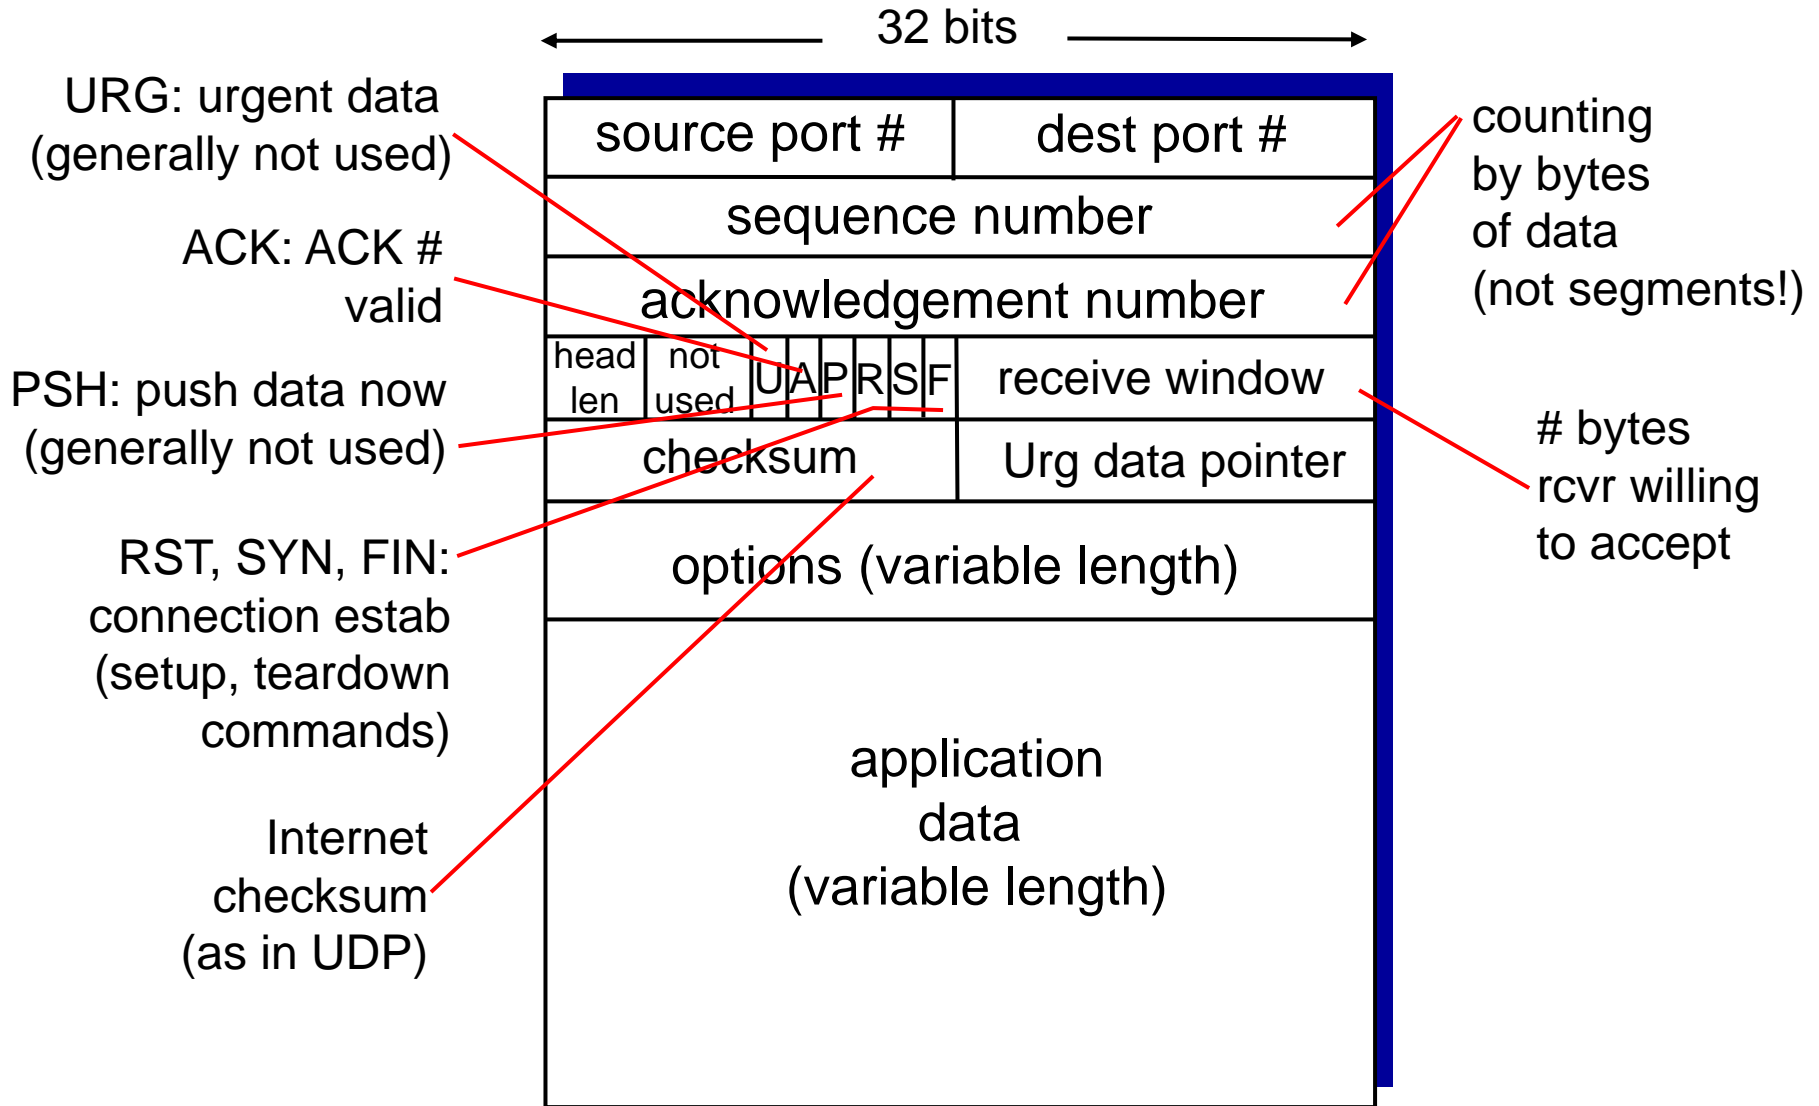 32 bits
URG: urgent data
(generally not used)
ACK: ACK #
valid
PSH: push data now
(generally not used)
RST, SYN, FIN:
connection estab
(setup, teardown
commands)
Internet
checksum
(as in UDP)
source port #
dest port #
sequence number
acknowledgement number
head
len
not
used
U
A
P
R
S
F
receive window
checksum
Urg data pointer
options (variable length)
application
data
(variable length)
counting
by bytes
of data
(not segments!)
# bytes
rcvr willing
to accept